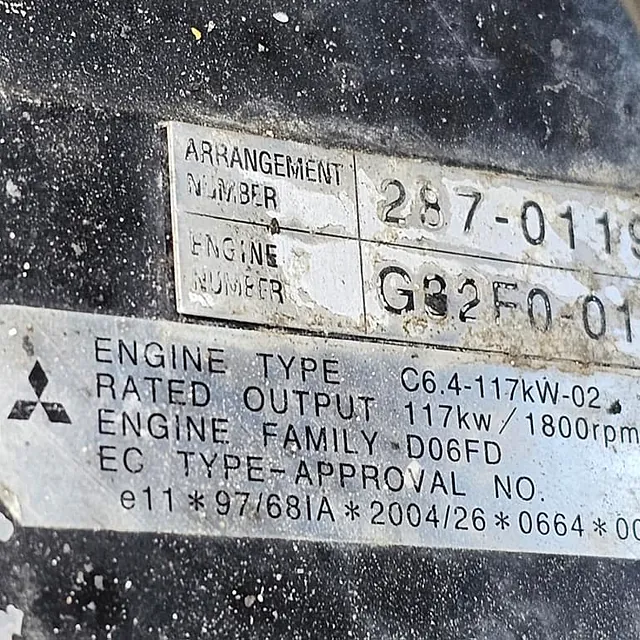 ARRANGEMENT
NUMBER
287-0119
ENGINE
NUMBER
G32F0-01
ENGINE TYPE C6.4-117kW-02
RATED OUTPUT 117kw/1800rpm
ENGINE FAMILY D06FD
EC TYPE-APPROVAL NO.
e11*97/68IA*2004/26*0664*00